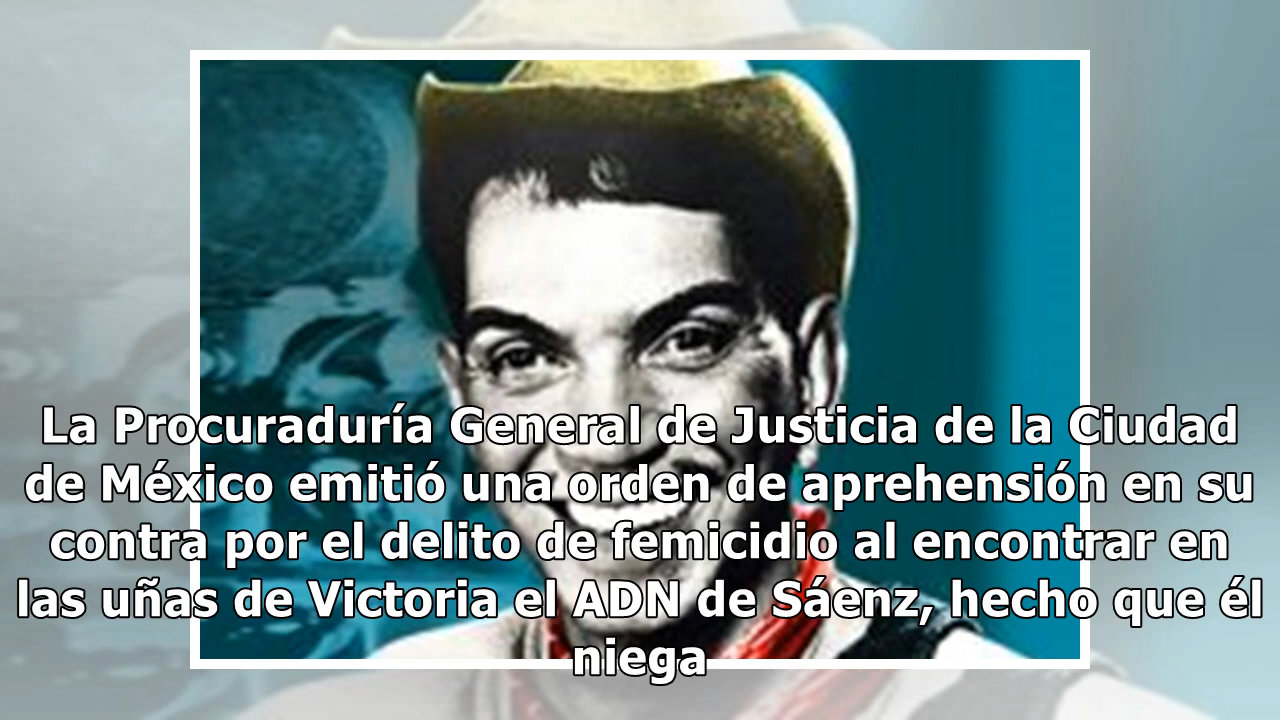 La Procuraduría General de Justicia de la Ciudad
de México emitió una orden de aprehensión en su
contra por el delito de femicidio al encontrar en
las uñas de Victoria el ADN de Sáenz, hecho que él
niega